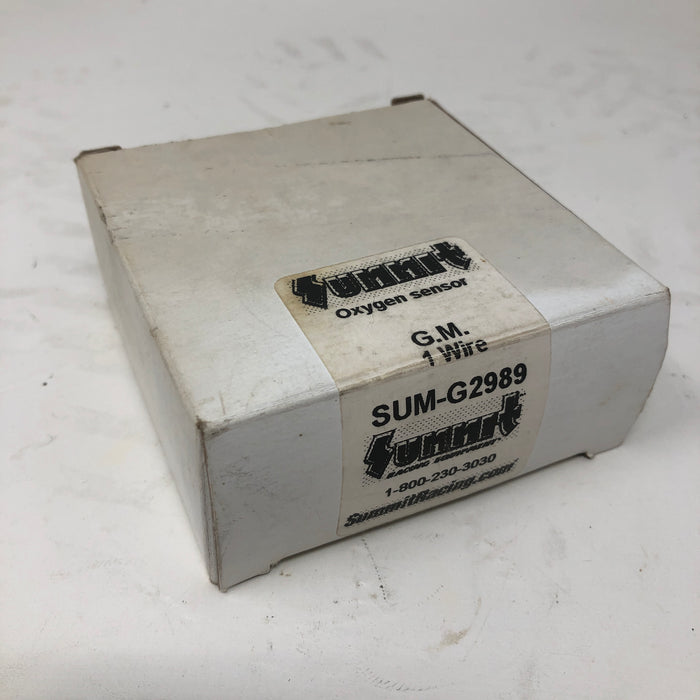 Summit
Oxygen sensor
G.M.
1 Wire
SUM-G2989
Summit
RACING EQUIPMENT
1-800-230-3030
SummitRacing.com